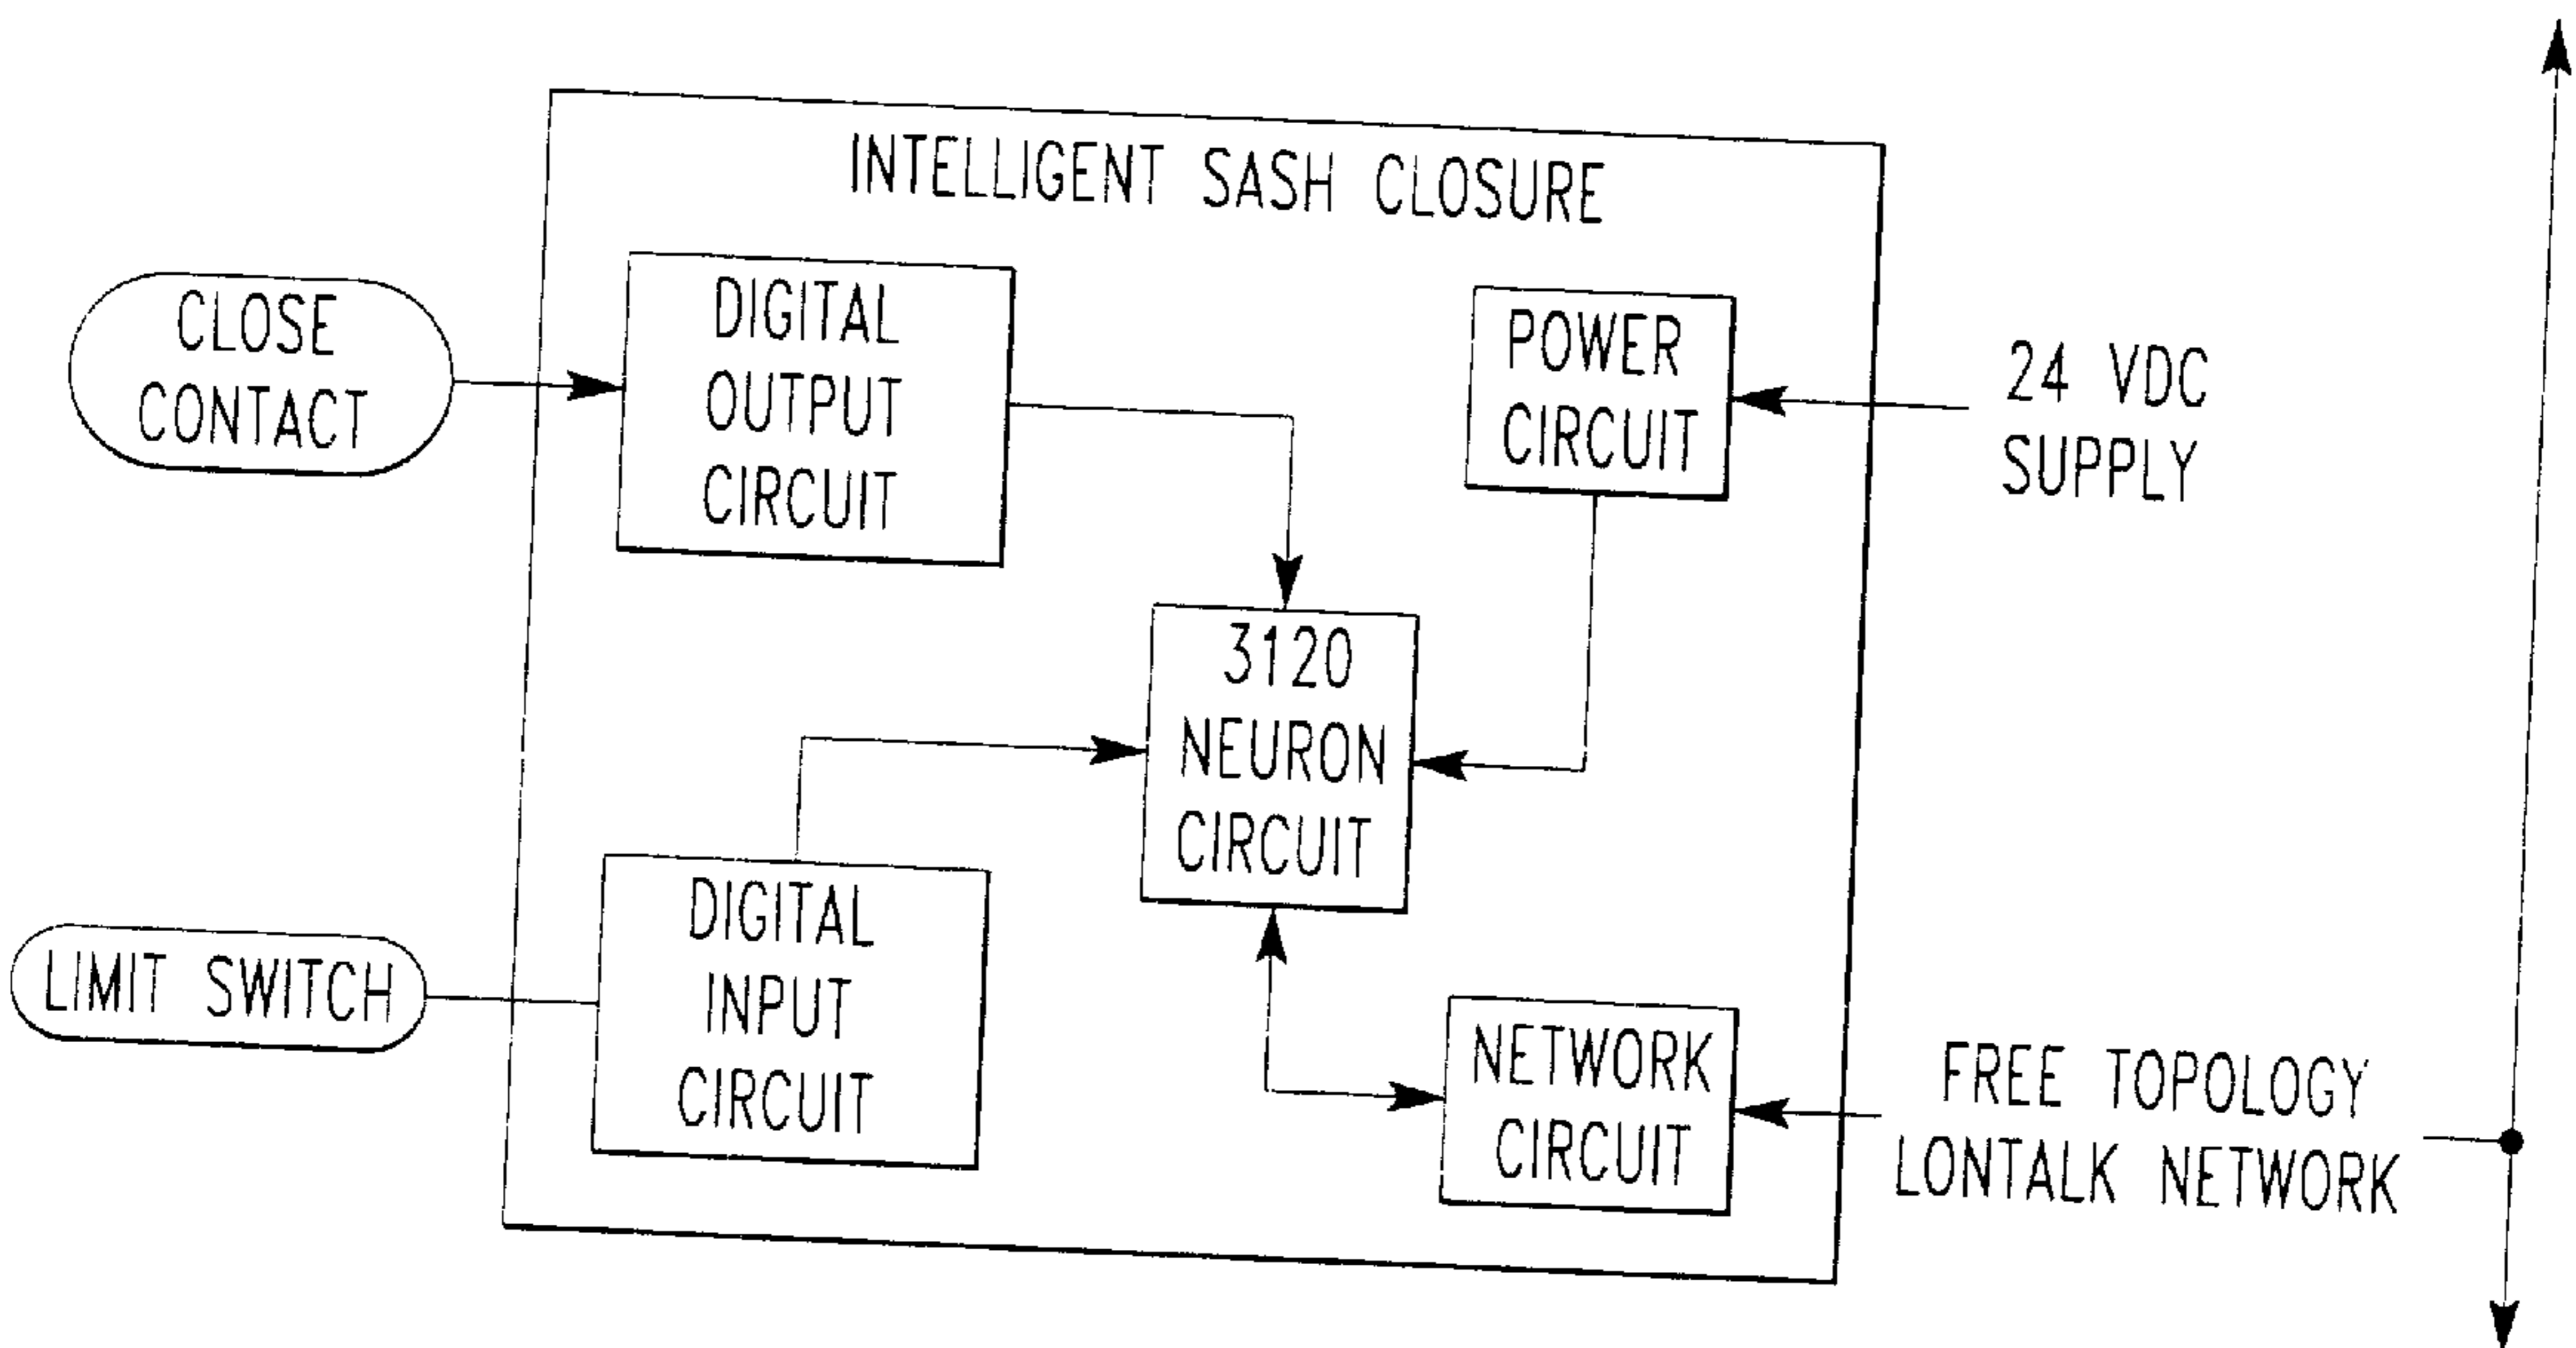 INTELLIGENT SASH CLOSURE
CLOSE
CONTACT
DIGITAL
OUTPUT
CIRCUIT
POWER
CIRCUIT
24 VDC
SUPPLY
3120
NEURON
CIRCUIT
LIMIT SWITCH
DIGITAL
INPUT
CIRCUIT
NETWORK
CIRCUIT
FREE TOPOLOGY
LONTALK NETWORK